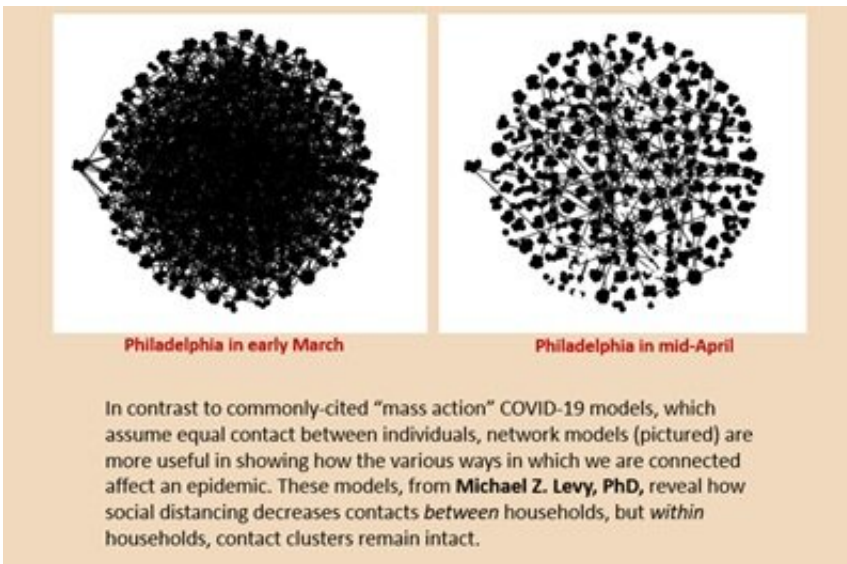 Philadelphia in early March
Philadelphia in mid-April
In contrast to commonly-cited “mass action” COVID-19 models, which
assume equal contact between individuals, network models (pictured) are
more useful in showing how the various ways in which we are connected
affect an epidemic. These models, from Michael Z. Levy, PhD, reveal how
social distancing decreases contacts between households, but within
households, contact clusters remain intact.